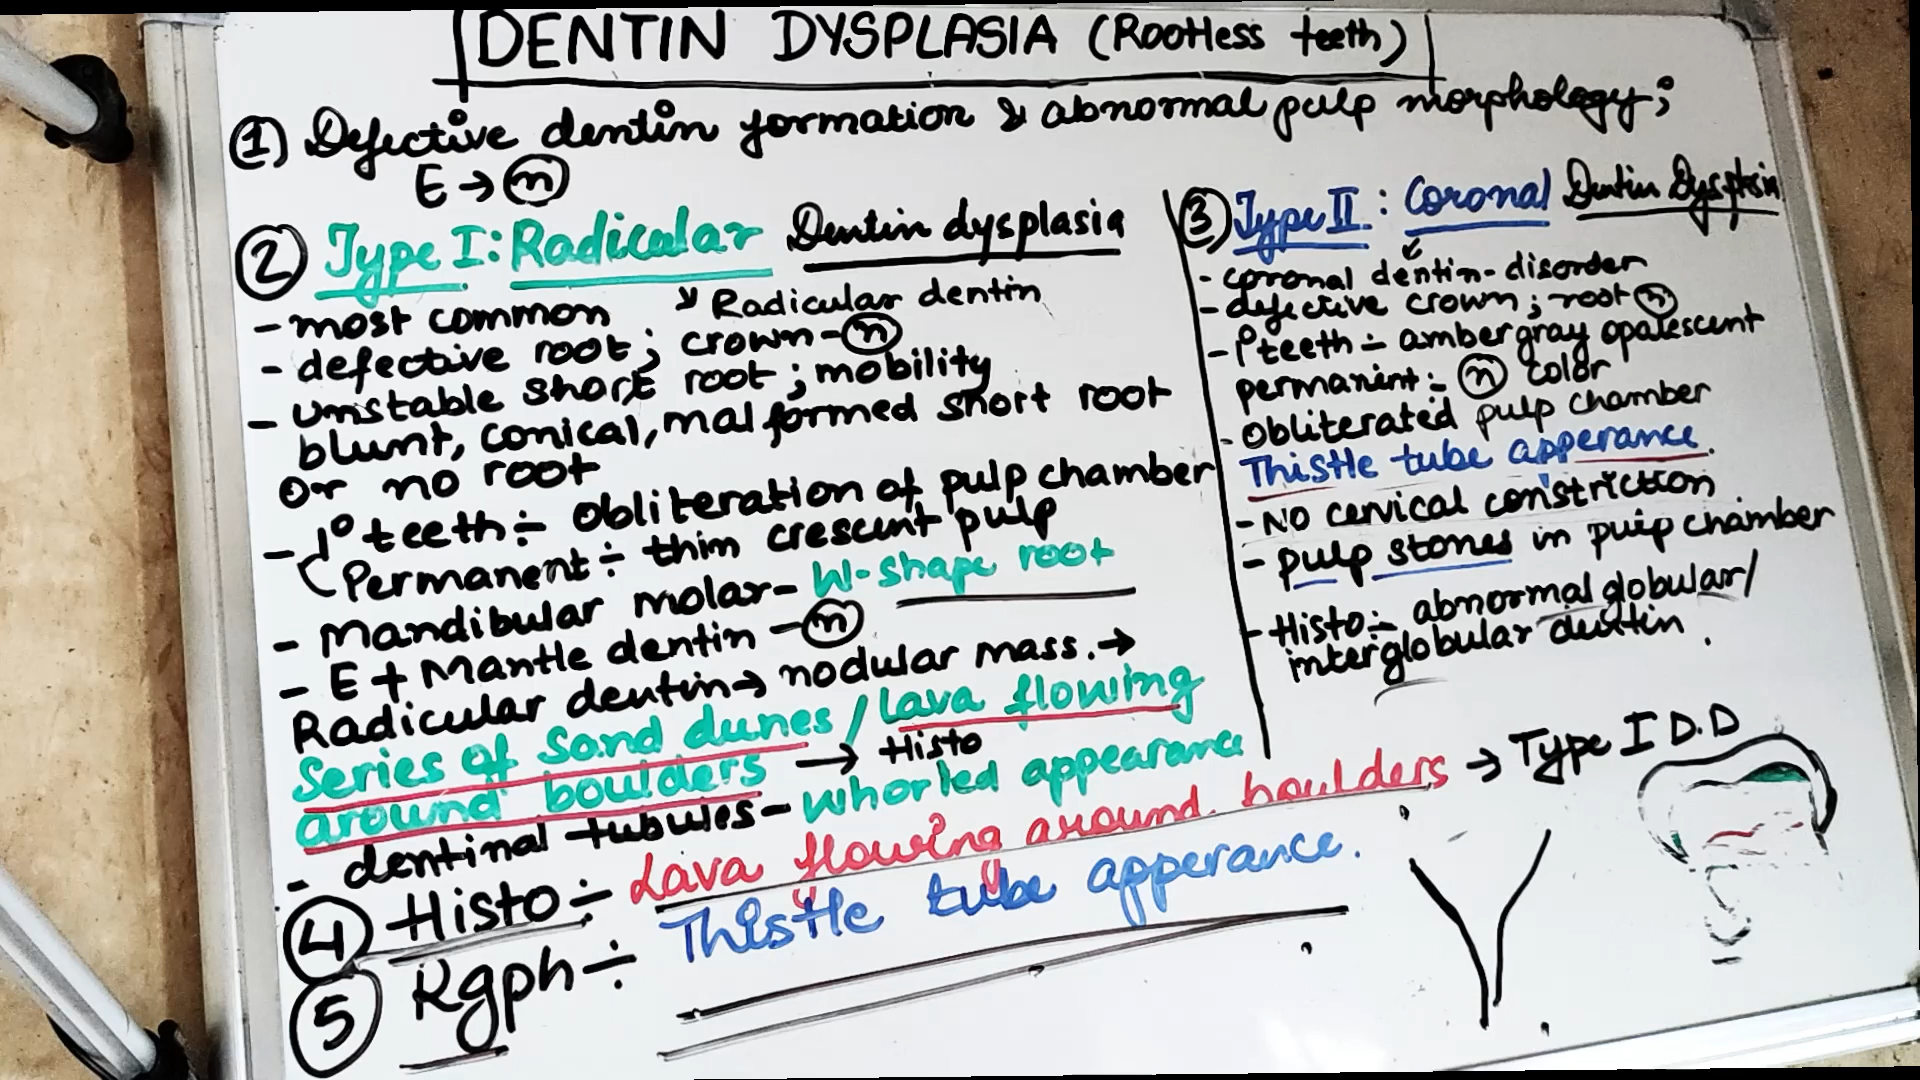 DENTIN DYSPLASIA (Rootless teeth)
① Defective dentin formation & abnormal pulp morphology;
E → ⓝ
② Type I: Radicular Dentin dysplasia
↘ Radicular dentin
- most common
- defective root; crown - ⓝ
- Unstable short root; mobility
blunt, conical, malformed short root
or no root
- 1° teeth ÷ Obliteration of pulp chamber
Permanent ÷ thin crescent pulp
- Mandibular molar - W-shape root
- E + Mantle dentin - ⓝ
Radicular dentin → nodular mass. →
Series of Sand dunes / Lava flowing
around boulders → Histo
- dentinal tubules - whorled appearance
③ Type II : Coronal Dentin Dysplsin
- coronal dentin-disorder
- defective crown; root ⓝ
- 1° teeth ÷ amber gray opalescent
permanint :- ⓝ color
- Obliterated pulp chamber
Thistle tube apperance.
- NO cervical constriction
- pulp stones in pulp chamber
- Histo :- abnormal globular/
interglobular dentin.
④ Histo ÷ Lava flowing around boulders → Type I D.D
⑤ Rgph ÷ Thistle tube apperance.